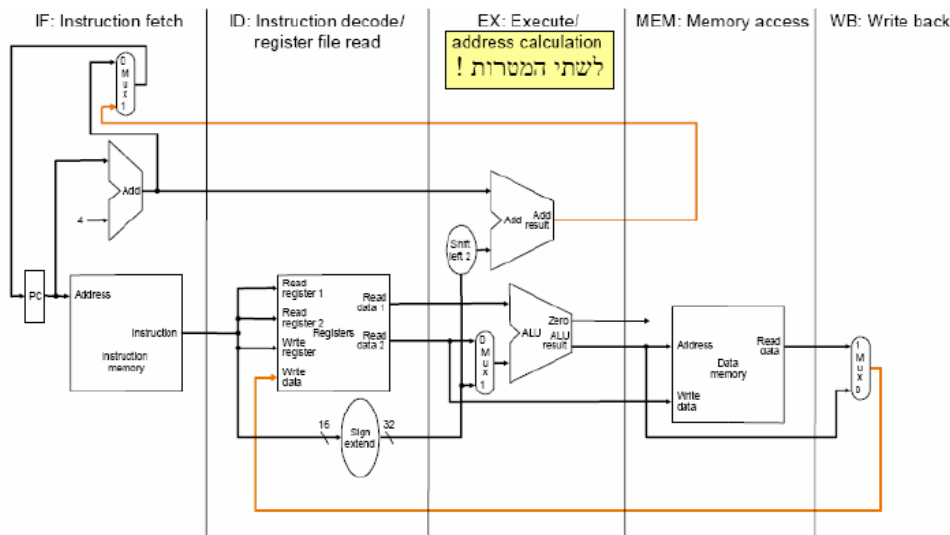 IF: Instruction fetch
ID: Instruction decode/
register file read
EX: Execute/
address calculation
לשתי המטרות !
MEM: Memory access
WB: Write back
0
M
u
x
1
Add
4
Add
Add
result
Shift
left 2
PC
Address
Instruction
Instruction
memory
Read
register 1
Read
register 2
Write
register
Write
data
Registers
Read
data 1
Read
data 2
16
Sign
extend
32
0
M
u
x
1
Zero
ALU
ALU
result
Address
Read
data
Data
memory
Write
data
1
M
u
x
0